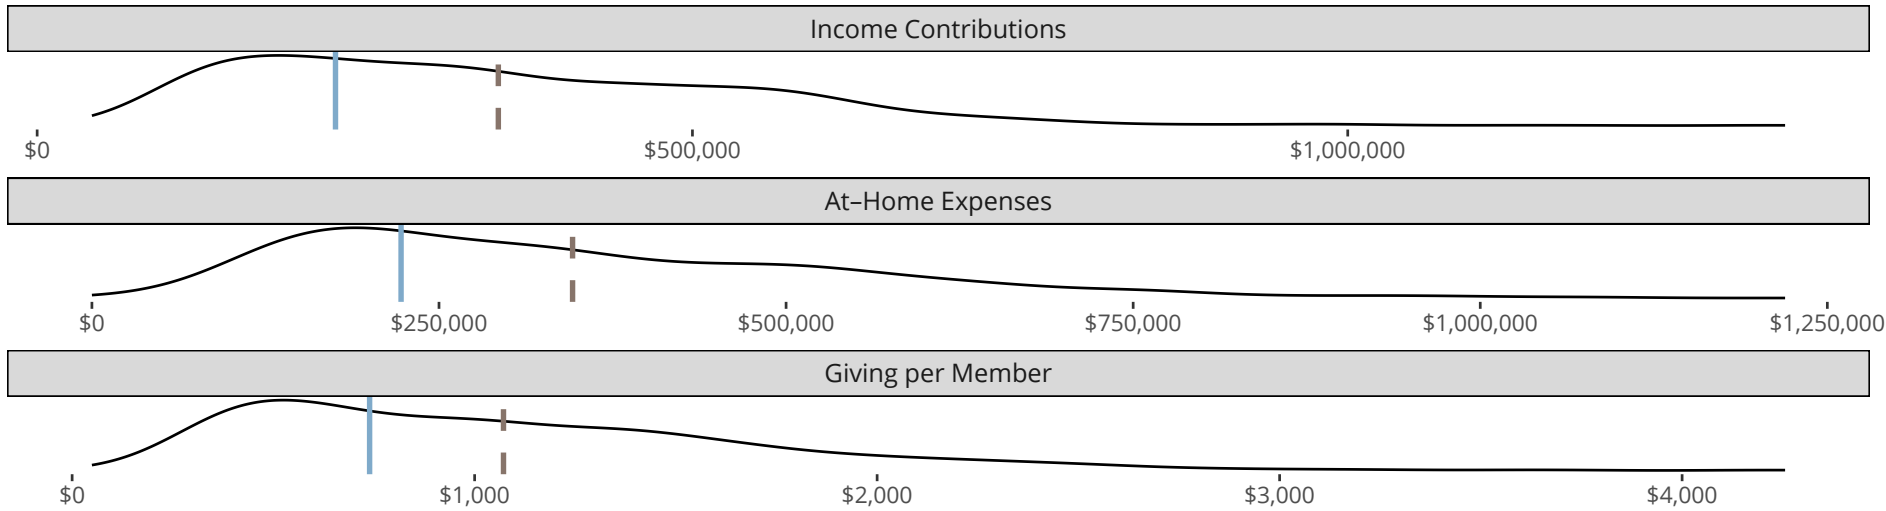 Income Contributions
$0 $500,000 $1,000,000
At–Home Expenses
$0 $250,000 $500,000 $750,000 $1,000,000 $1,250,000
Giving per Member
$0 $1,000 $2,000 $3,000 $4,000